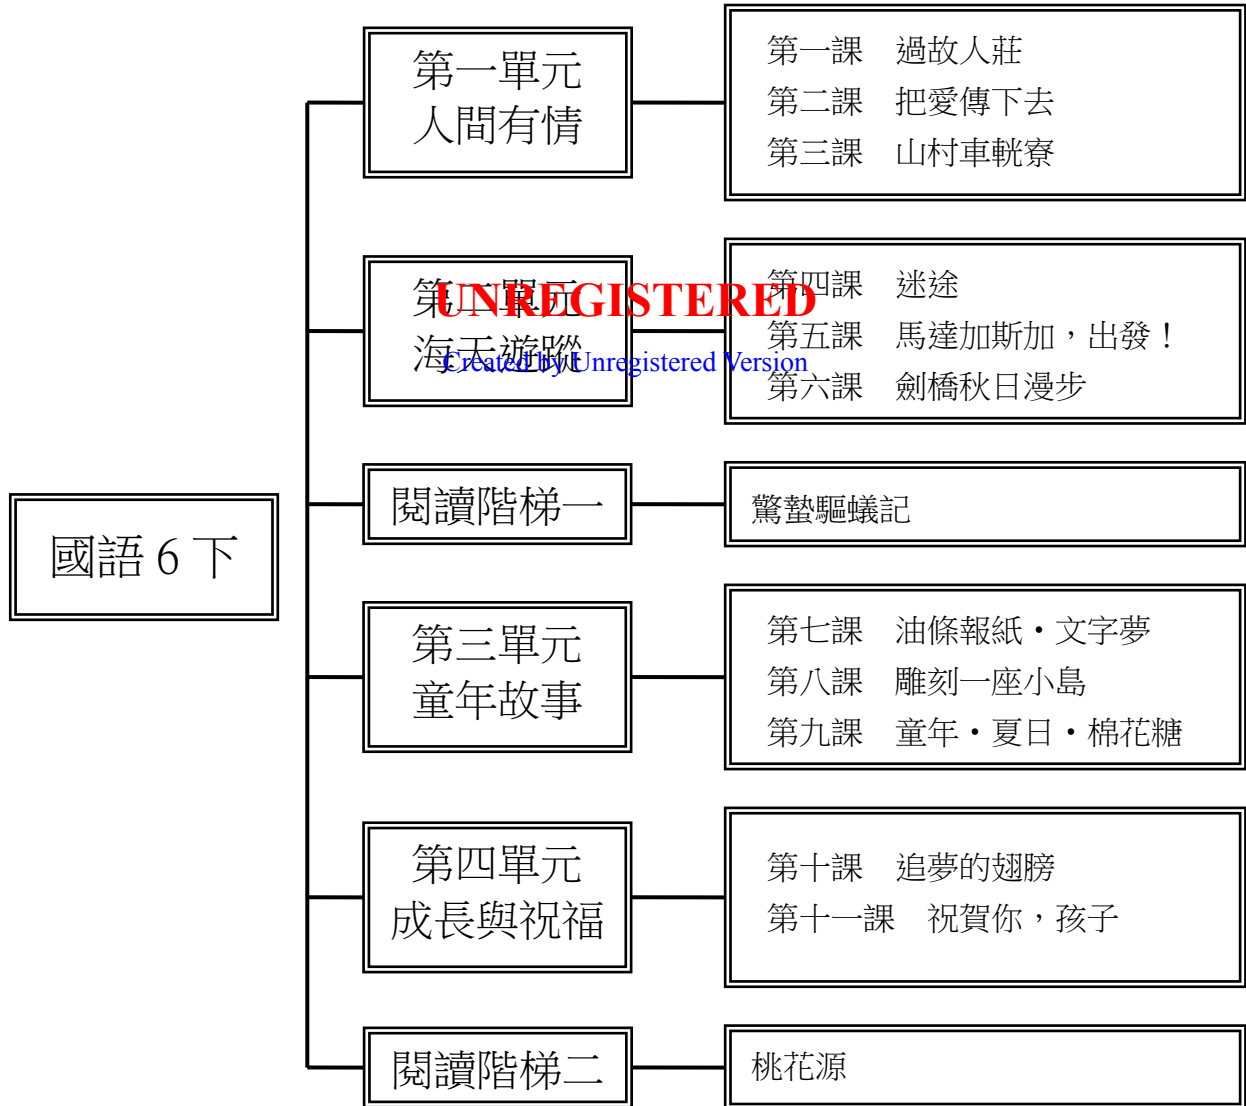 國語 6 下
第一單元
人間有情
第一課　過故人莊
第二課　把愛傳下去
第三課　山村車輄寮
第二單元
海天遊蹤
UNREGISTERED
Created by Unregistered Version
第四課　迷途
第五課　馬達加斯加，出發！
第六課　劍橋秋日漫步
閱讀階梯一
驚蟄驅蟻記
第三單元
童年故事
第七課　油條報紙・文字夢
第八課　雕刻一座小島
第九課　童年・夏日・棉花糖
第四單元
成長與祝福
第十課　追夢的翅膀
第十一課　祝賀你，孩子
閱讀階梯二
桃花源